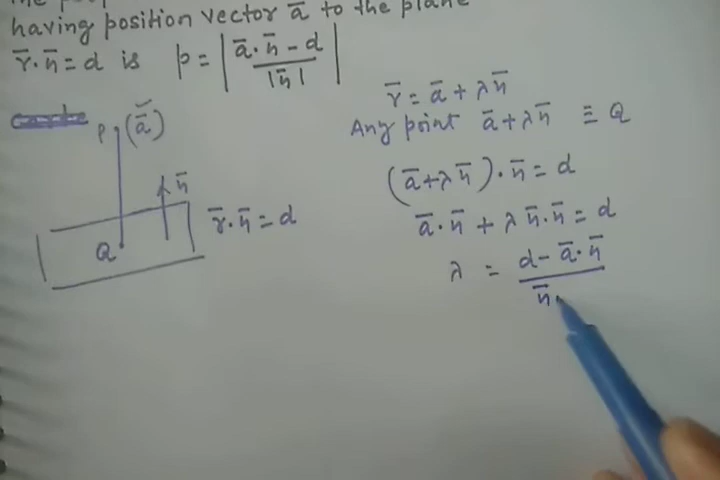 having position vector a̅ to the plane
r̅·n̅ = d is p = | (a̅·n̅ – d) / |n̅| |
P (a̅)
n̅
r̅·n̅ = d
Q
r̅ = a̅ + λn̅
Any point a̅ + λn̅ ≡ Q
(a̅ + λn̅)·n̅ = d
a̅·n̅ + λ n̅·n̅ = d
λ = (d – a̅·n̅) / n̅·